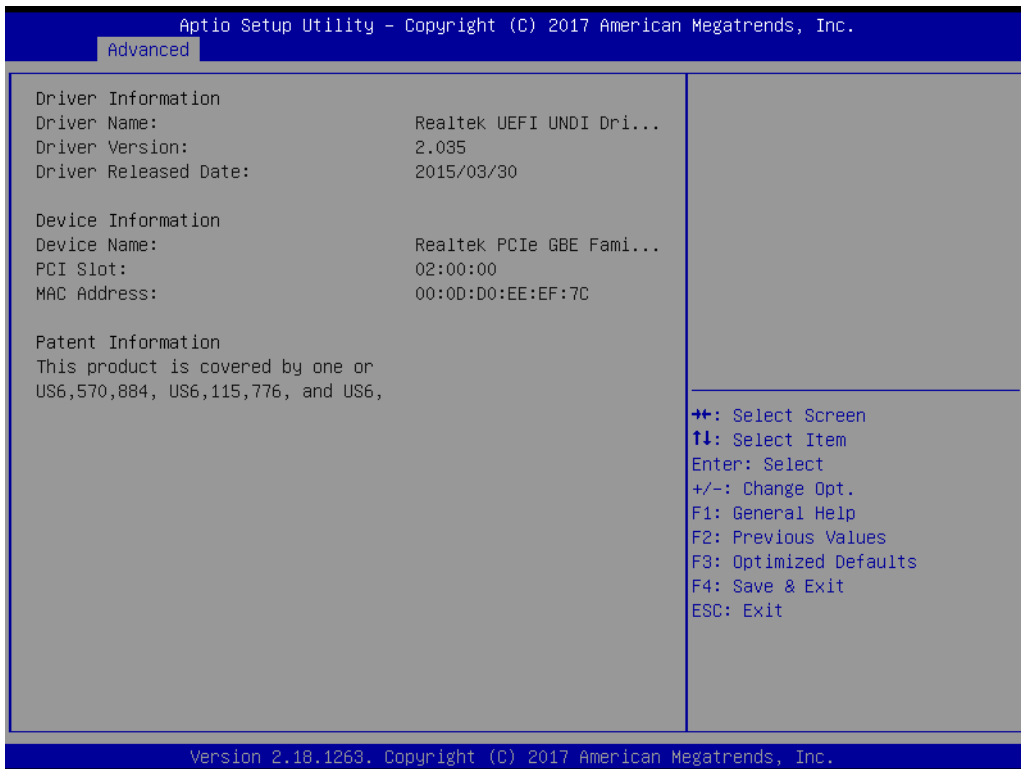 Aptio Setup Utility – Copyright (C) 2017 American Megatrends, Inc.
Advanced
Driver Information
Driver Name: Realtek UEFI UNDI Dri...
Driver Version: 2.035
Driver Released Date: 2015/03/30
Device Information
Device Name: Realtek PCIe GBE Fami...
PCI Slot: 02:00:00
MAC Address: 00:0D:D0:EE:EF:7C
Patent Information
This product is covered by one or
US6,570,884, US6,115,776, and US6,
→←: Select Screen
↑↓: Select Item
Enter: Select
+/-: Change Opt.
F1: General Help
F2: Previous Values
F3: Optimized Defaults
F4: Save & Exit
ESC: Exit
Version 2.18.1263. Copyright (C) 2017 American Megatrends, Inc.